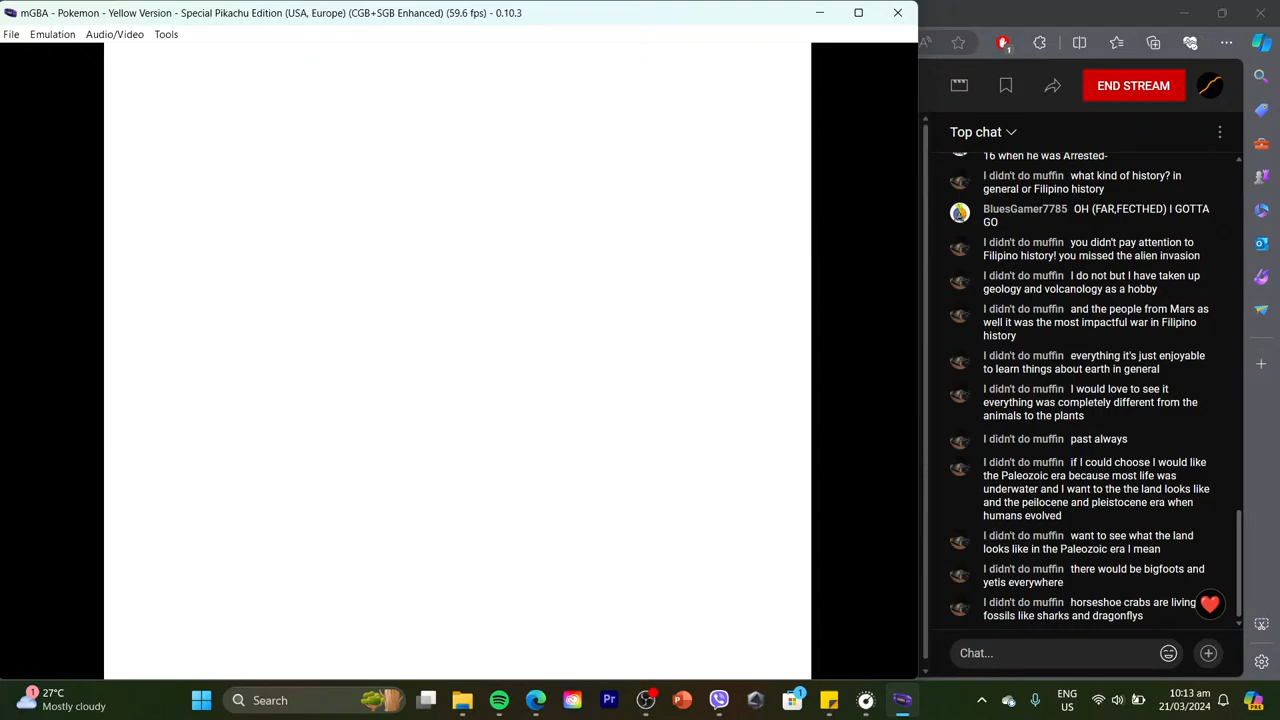 mGBA - Pokemon - Yellow Version - Special Pikachu Edition (USA, Europe) (CGB+SGB Enhanced) (59.6 fps) - 0.10.3
File Emulation Audio/Video Tools
1
END STREAM
Top chat
16 when he was Arrested-
I didn't do muffin what kind of history? in
general or Filipino history
BluesGamer7785 OH (FAR,FECTHED) I GOTTA
GO
I didn't do muffin you didn't pay attention to
Filipino history! you missed the alien invasion
I didn't do muffin I do not but I have taken up
geology and volcanology as a hobby
I didn't do muffin and the people from Mars as
well it was the most impactful war in Filipino
history
I didn't do muffin everything it's just enjoyable
to learn things about earth in general
I didn't do muffin I would love to see it
everything was completely different from the
animals to the plants
I didn't do muffin past always
I didn't do muffin if I could choose I would like
the Paleozoic era because most life was
underwater and I want to the the land looks like
and the peilocene and pleistocene era when
humans evolved
I didn't do muffin want to see what the land
looks like in the Paleozoic era I mean
I didn't do muffin there would be bigfoots and
yetis everywhere
I didn't do muffin horseshoe crabs are living
fossils like sharks and dragonflys
Chat...
1
27°C
Mostly cloudy
Search
Pr
1
ENG
US
10:13 am
21/03/2024